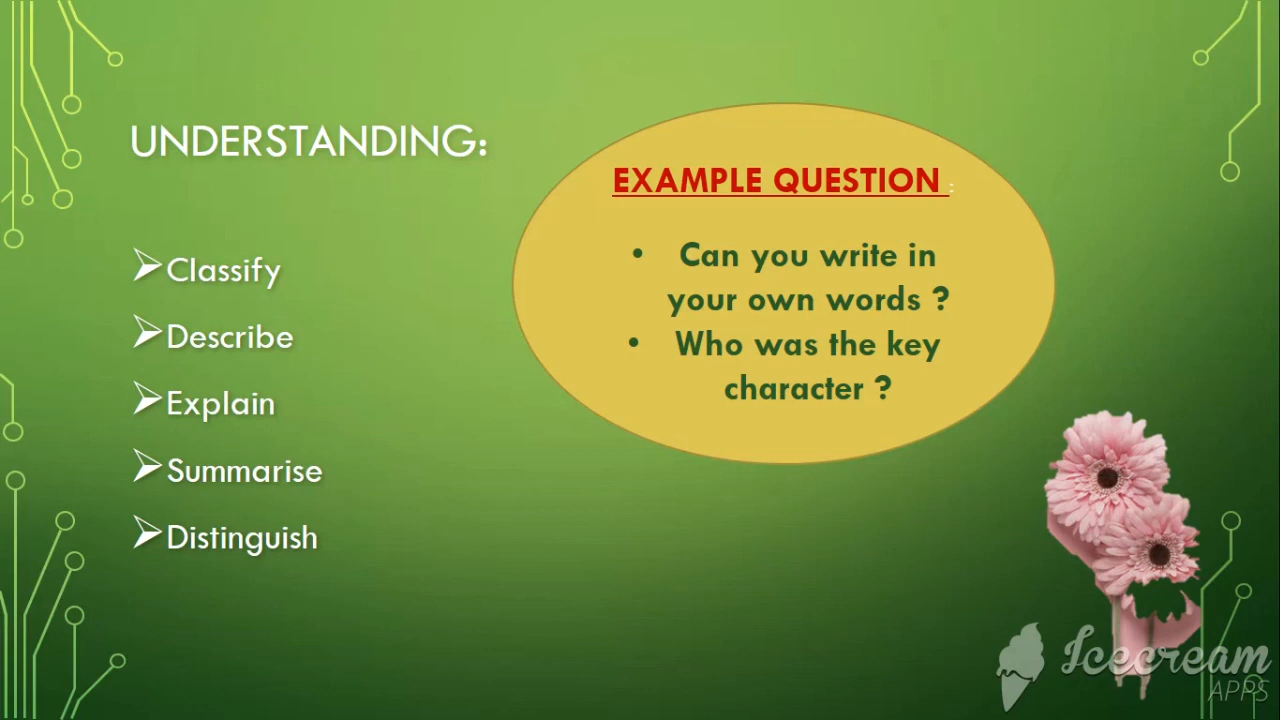 UNDERSTANDING:
➢Classify
➢Describe
➢Explain
➢Summarise
➢Distinguish
EXAMPLE QUESTION :
• Can you write in
your own words ?
• Who was the key
character ?
Icecream
APPS